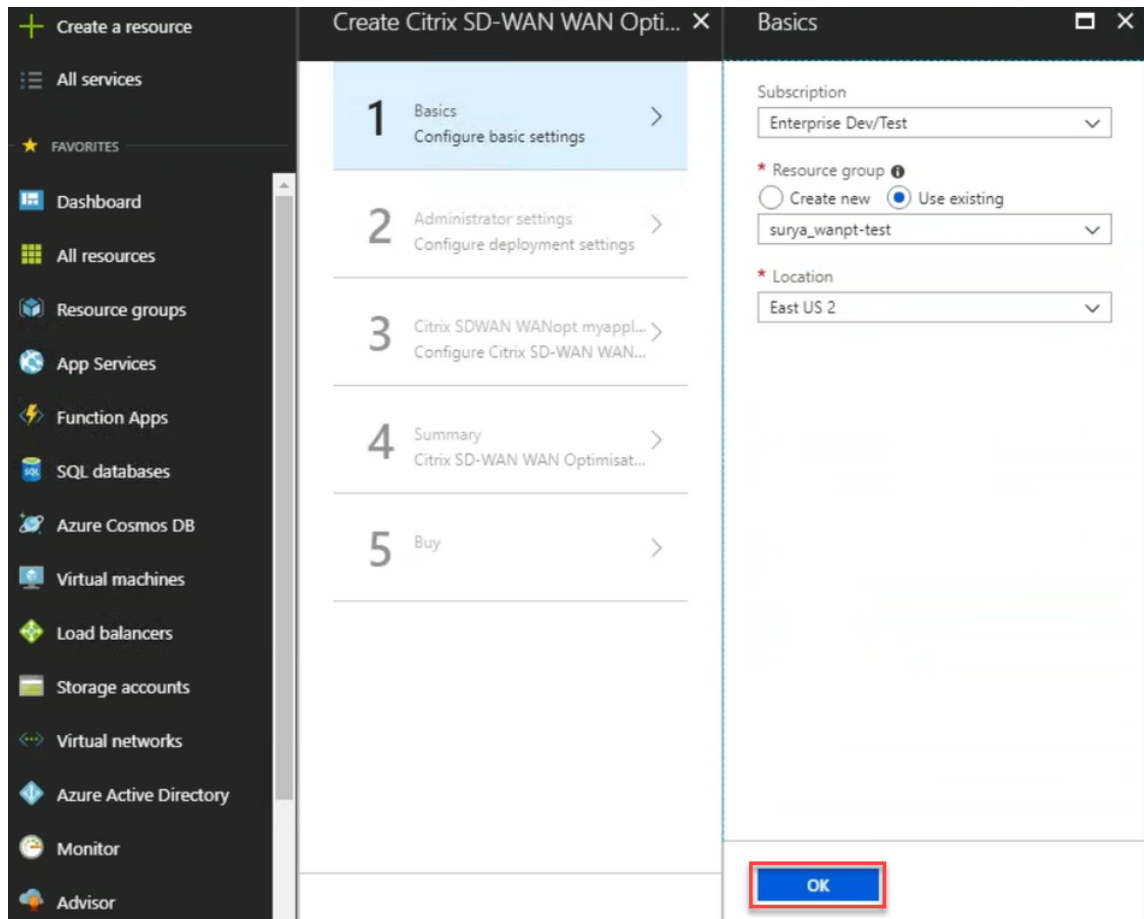 Create a resource
All services
FAVORITES
Dashboard
All resources
Resource groups
App Services
Function Apps
SQL databases
Azure Cosmos DB
Virtual machines
Load balancers
Storage accounts
Virtual networks
Azure Active Directory
Monitor
Advisor
Create Citrix SD-WAN WAN Opti...
1
Basics
Configure basic settings
2
Administrator settings
Configure deployment settings
3
Citrix SDWAN WANopt myappl...
Configure Citrix SD-WAN WAN...
4
Summary
Citrix SD-WAN WAN Optimisat...
5
Buy
Basics
Subscription
Enterprise Dev/Test
* Resource group
Create new Use existing
surya_wanpt-test
* Location
East US 2
OK